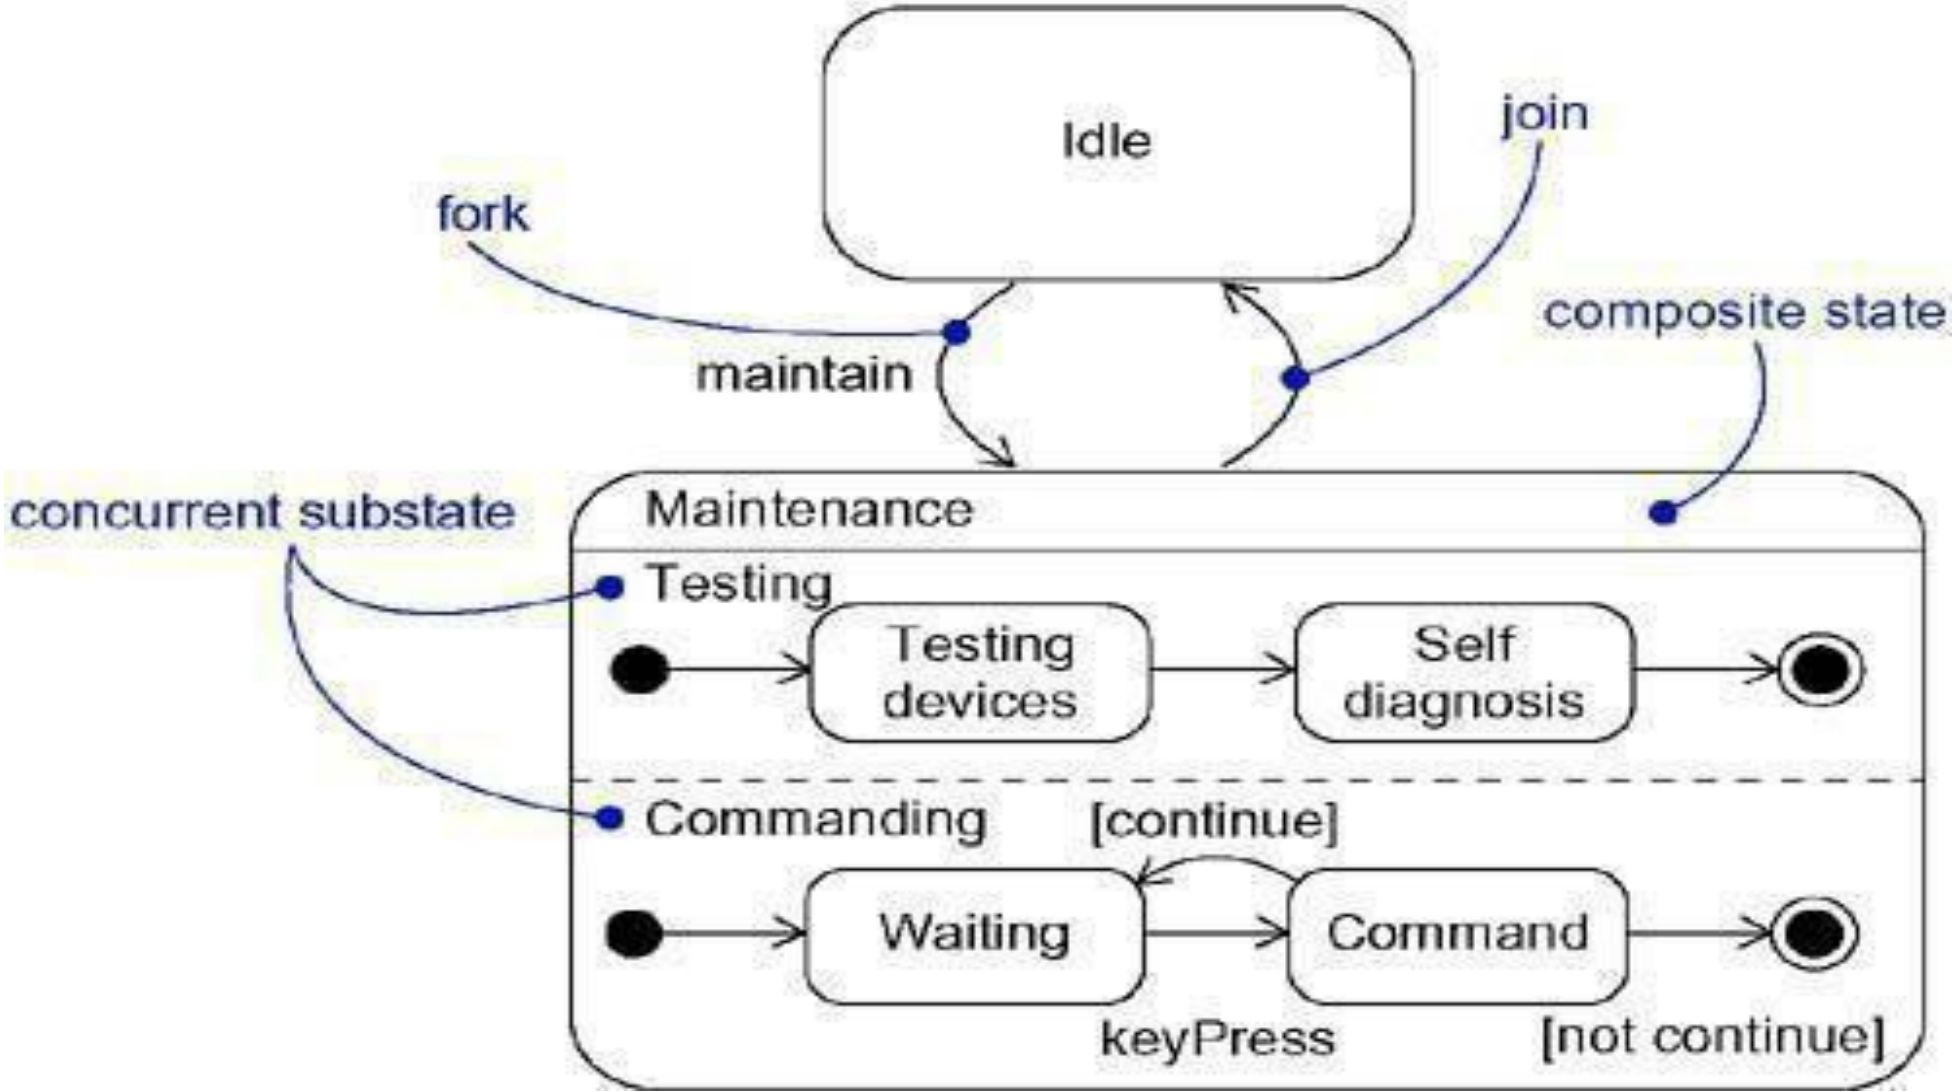 Idle
join
fork
composite state
maintain
concurrent substate
Maintenance
Testing
Testing
devices
Self
diagnosis
Commanding
[continue]
Waiting
Command
keyPress
[not continue]